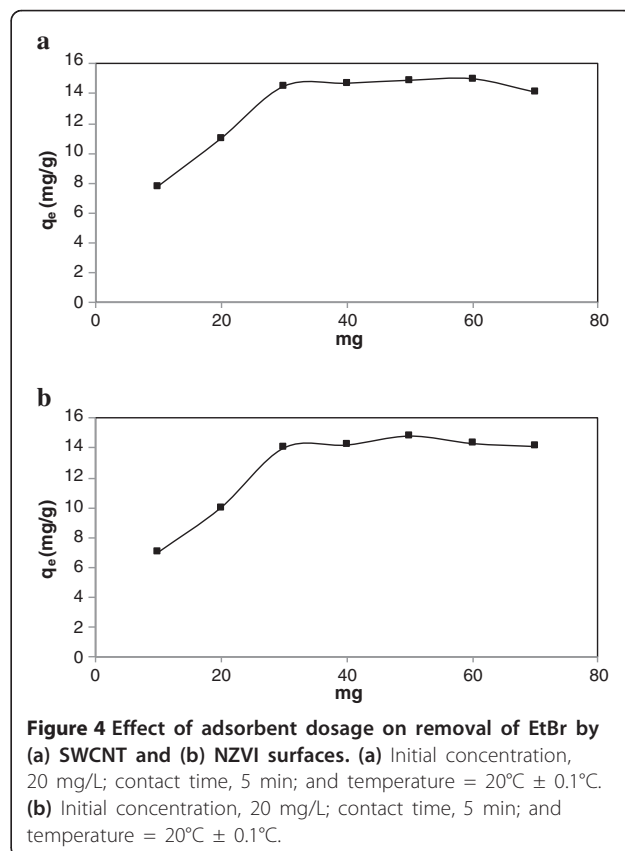 a
16
14
12
10
8
6
4
2
0
qe (mg/g)
0 20 40 60 80
mg
b
16
14
12
10
8
6
4
2
0
qe (mg/g)
0 20 40 60 80
mg
Figure 4 Effect of adsorbent dosage on removal of EtBr by
(a) SWCNT and (b) NZVI surfaces. (a) Initial concentration,
20 mg/L; contact time, 5 min; and temperature = 20°C ± 0.1°C.
(b) Initial concentration, 20 mg/L; contact time, 5 min; and
temperature = 20°C ± 0.1°C.